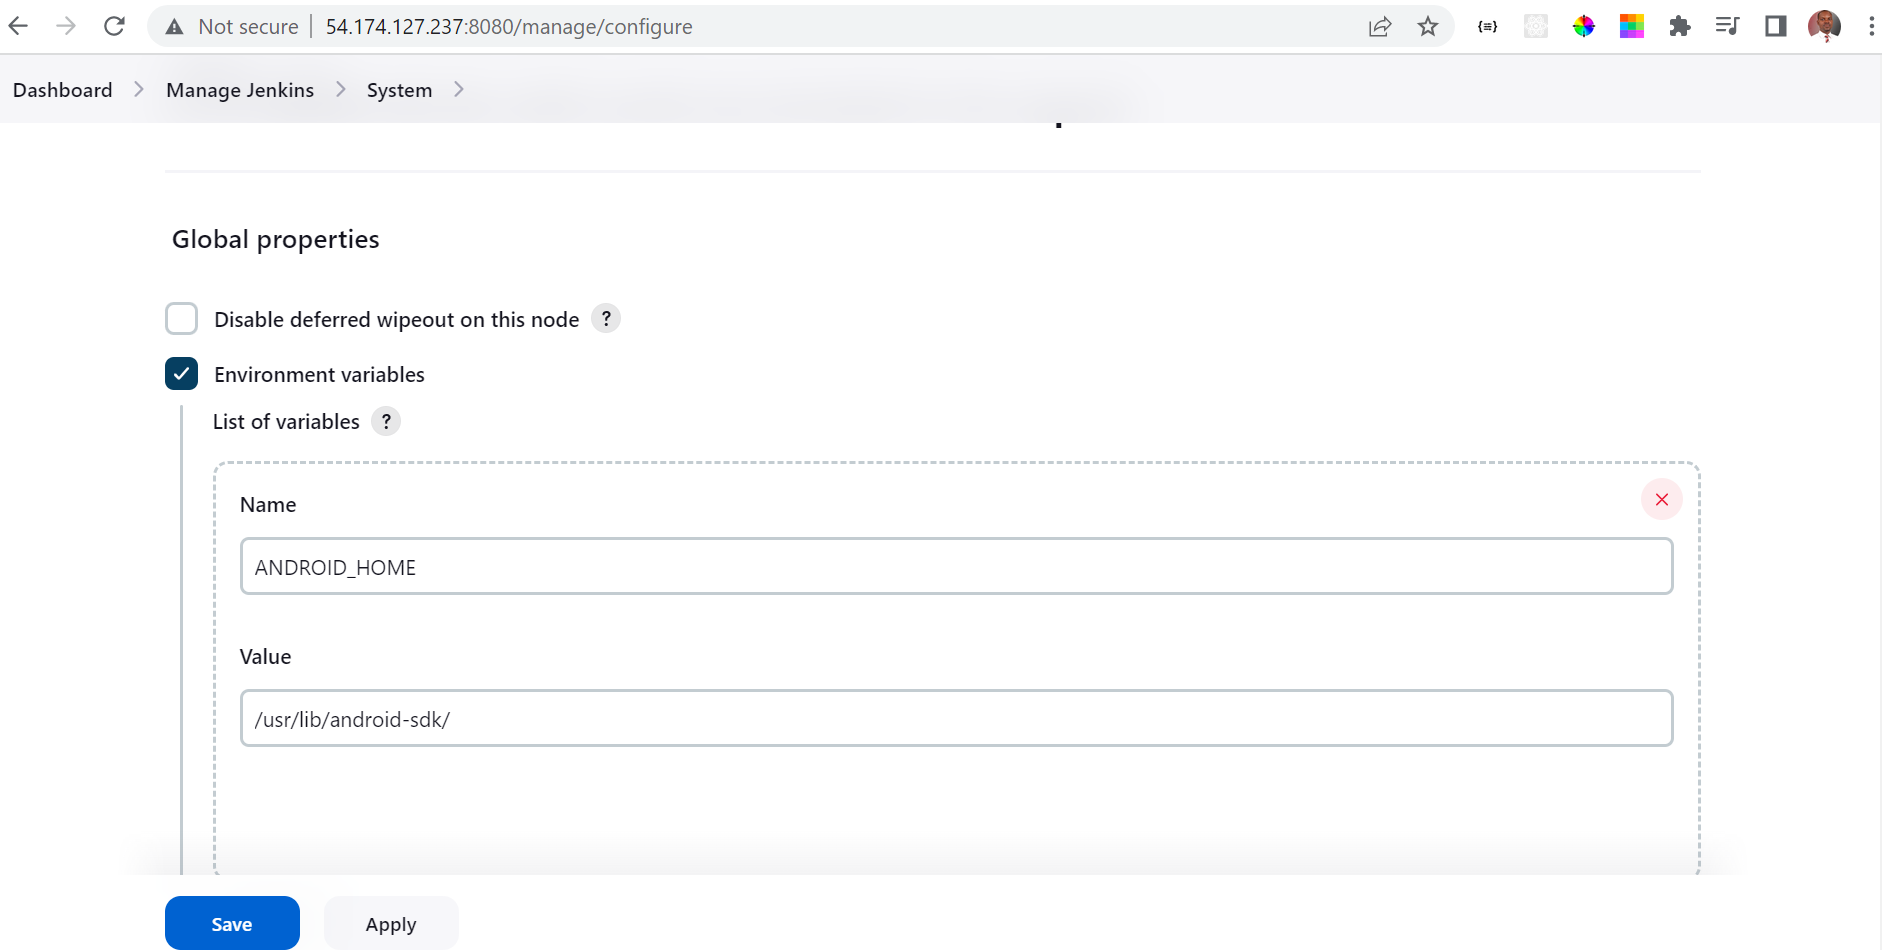 Not secure 54.174.127.237:8080/manage/configure
Dashboard Manage Jenkins System
Global properties
Disable deferred wipeout on this node ?
Environment variables
List of variables ?
Name
ANDROID_HOME
Value
/usr/lib/android-sdk/
Save Apply